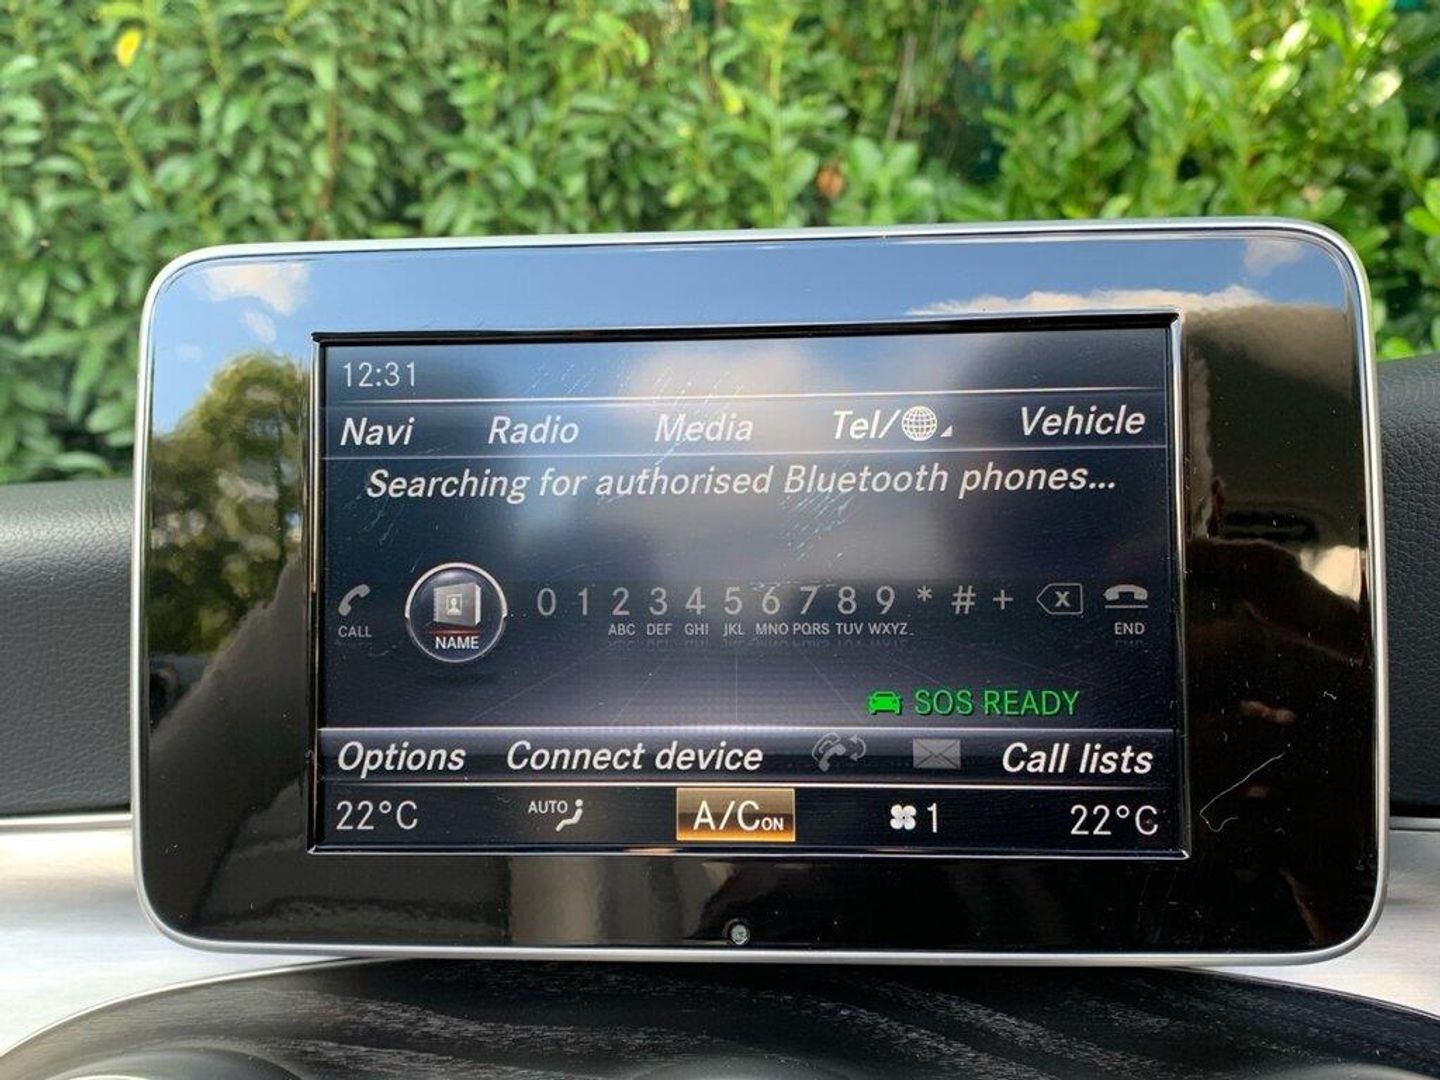 12:31
Navi Radio Media Tel/ Vehicle
Searching for authorised Bluetooth phones...
0 1 2 3 4 5 6 7 8 9 * # + X
CALL NAME ABC DEF GHI JKL MNO PQRS TUV WXYZ END
SOS READY
Options Connect device Call lists
22°C AUTO A/C ON 1 22°C